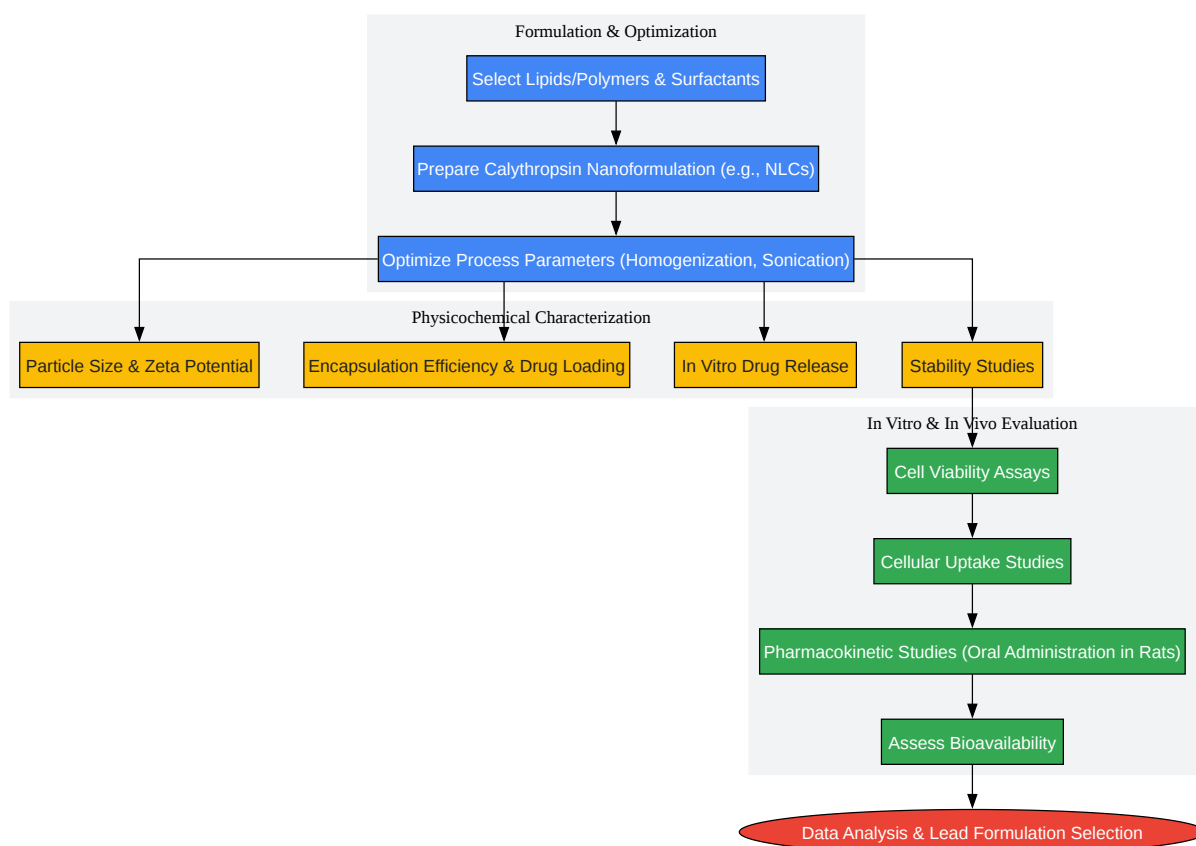 Formulation & Optimization
Select Lipids/Polymers & Surfactants
Prepare Calythropsin Nanoformulation (e.g., NLCs)
Optimize Process Parameters (Homogenization, Sonication)
Physicochemical Characterization
Particle Size & Zeta Potential
Encapsulation Efficiency & Drug Loading
In Vitro Drug Release
Stability Studies
In Vitro & In Vivo Evaluation
Cell Viability Assays
Cellular Uptake Studies
Pharmacokinetic Studies (Oral Administration in Rats)
Assess Bioavailability
Data Analysis & Lead Formulation Selection